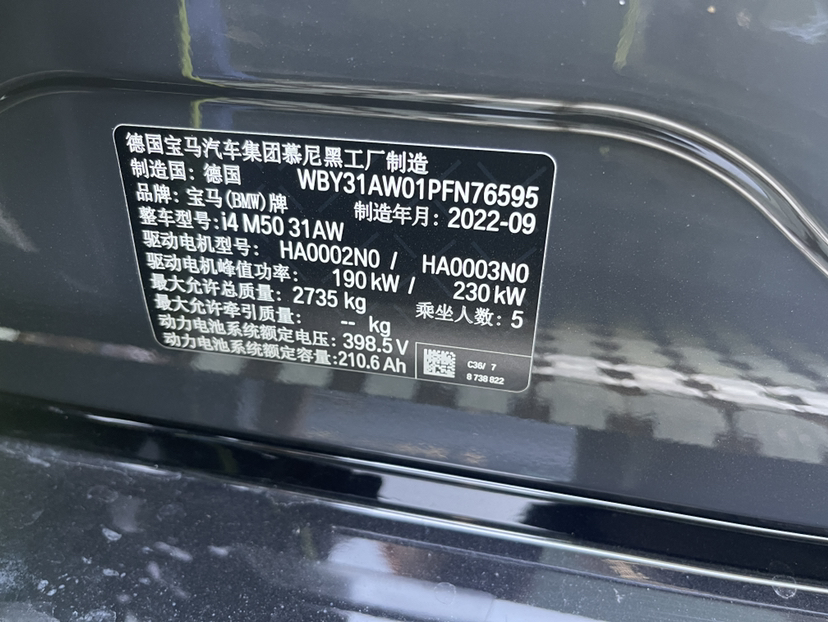 德国宝马汽车集团慕尼黑工厂制造
制造国：德国 WBY31AW01PFN76595
品牌：宝马(BMW)牌 制造年月：2022-09
整车型号:i4 M50 31AW
驱动电机型号： HA0002N0 / HA0003N0
驱动电机峰值功率： 190 kW / 230 kW
最大允许总质量： 2735 kg 乘坐人数：5
最大允许牵引质量： -- kg
动力电池系统额定电压：398.5 V
动力电池系统额定容量:210.6 Ah
C36/ 7
8 738 822